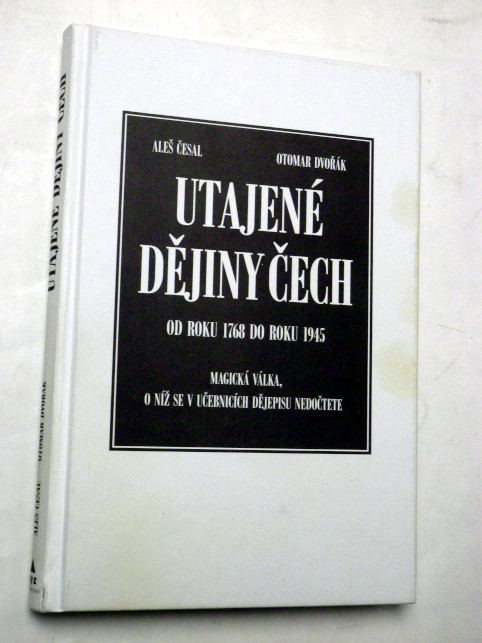 ALEŠ ČESAL
OTOMAR DVOŘÁK
UTAJENÉ
DĚJINY ČECH
OD ROKU 1768 DO ROKU 1945
MAGICKÁ VÁLKA,
O NÍŽ SE V UČEBNICÍCH DĚJEPISU NEDOČTETE
UTAJENÉ DĚJINY ČECH
ALEŠ ČESAL OTOMAR DVOŘÁK